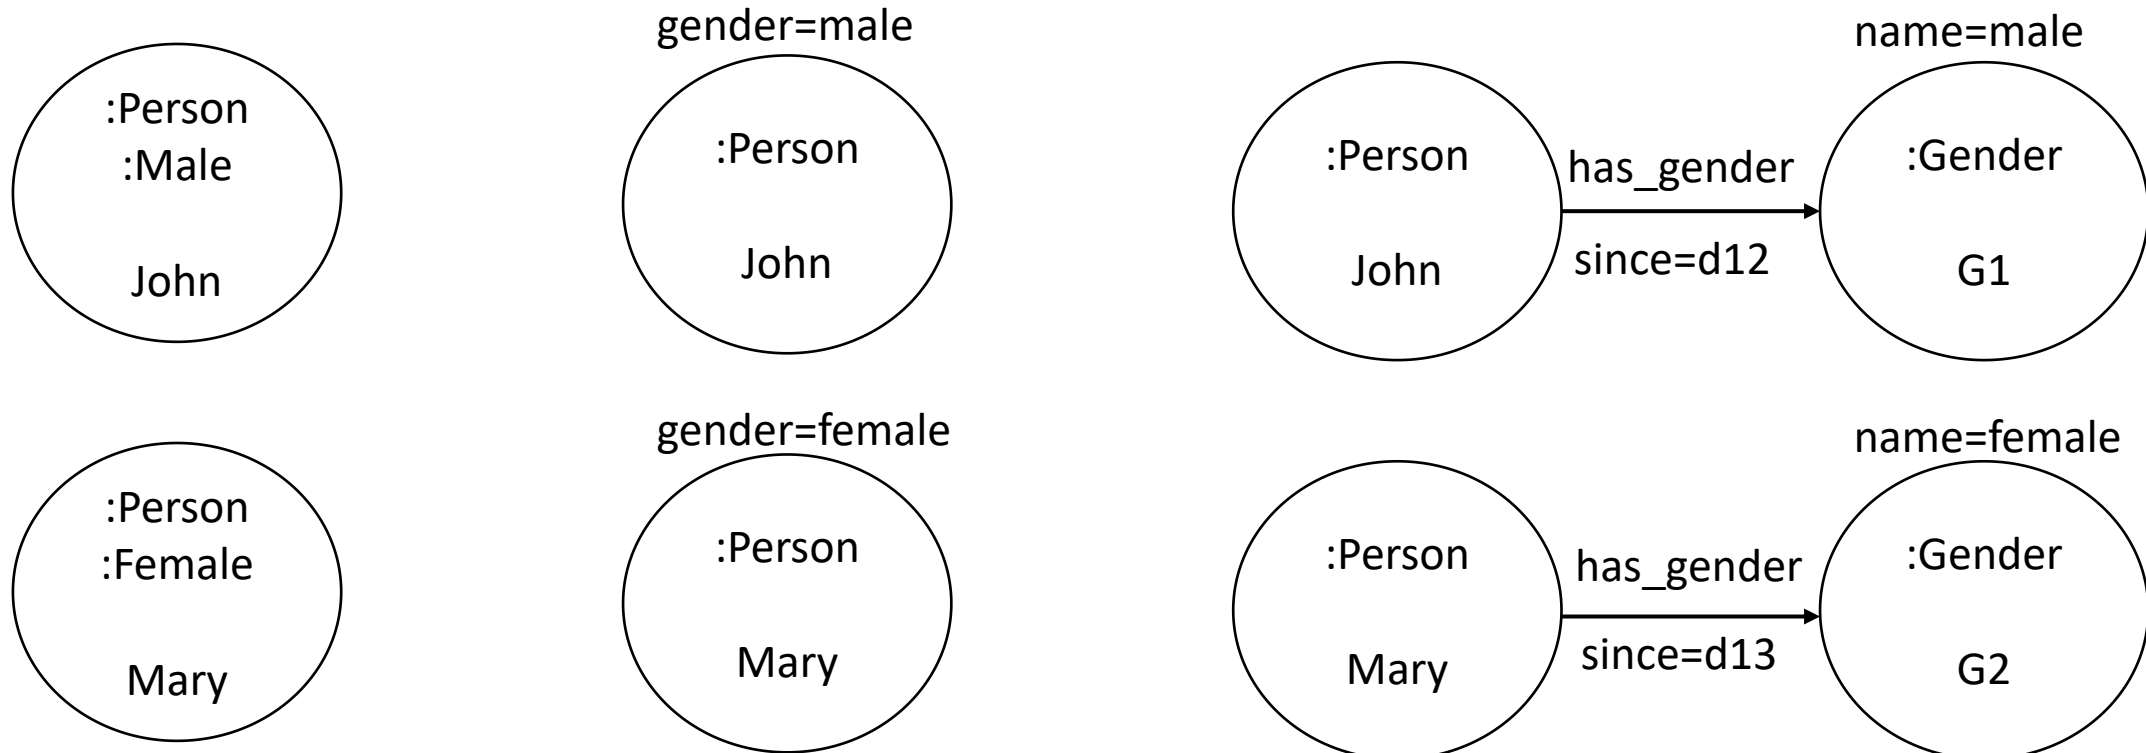 :Person
:Male
John
gender=male
:Person
John
:Person
John
has_gender
since=d12
name=male
:Gender
G1
:Person
:Female
Mary
gender=female
:Person
Mary
:Person
Mary
has_gender
since=d13
name=female
:Gender
G2